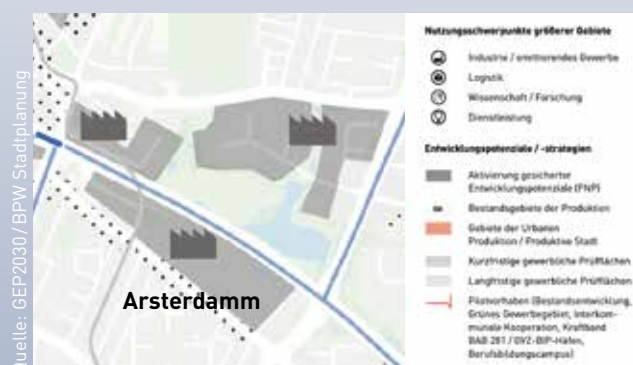 uelle: GEP2030/BPW Stadtplanung
Arsterdamm
Nutzungsschwerpunkte größerer Gebiete
Industrie / emittierendes Gewerbe
Logistik
Wissenschaft / Forschung
Dienstleistung
Entwicklungspotenziale / -strategien
Aktivierung gesicherter
Entwicklungspotenziale (FNP)
Bestandsgebiete der Produktion
Gebiete der Urbanen
Produktion / Produktive Stadt
Kurzfristige gewerbliche Prüfflächen
Langfristige gewerbliche Prüfflächen
Pilotvorhaben (Bestandsentwicklung,
Grünes Gewerbegebiet, Interkom-
munale Kooperation, Kraftband
BAB 281 / GVZ-BIP-Häfen,
Berufsbildungscampus)